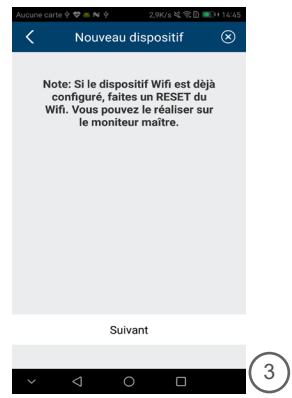 Aucune carte 2,9K/s 14:45
Nouveau dispositif
Note: Si le dispositif Wifi est dèjà
configuré, faites un RESET du
Wifi. Vous pouvez le réaliser sur
le moniteur maître.
Suivant
3